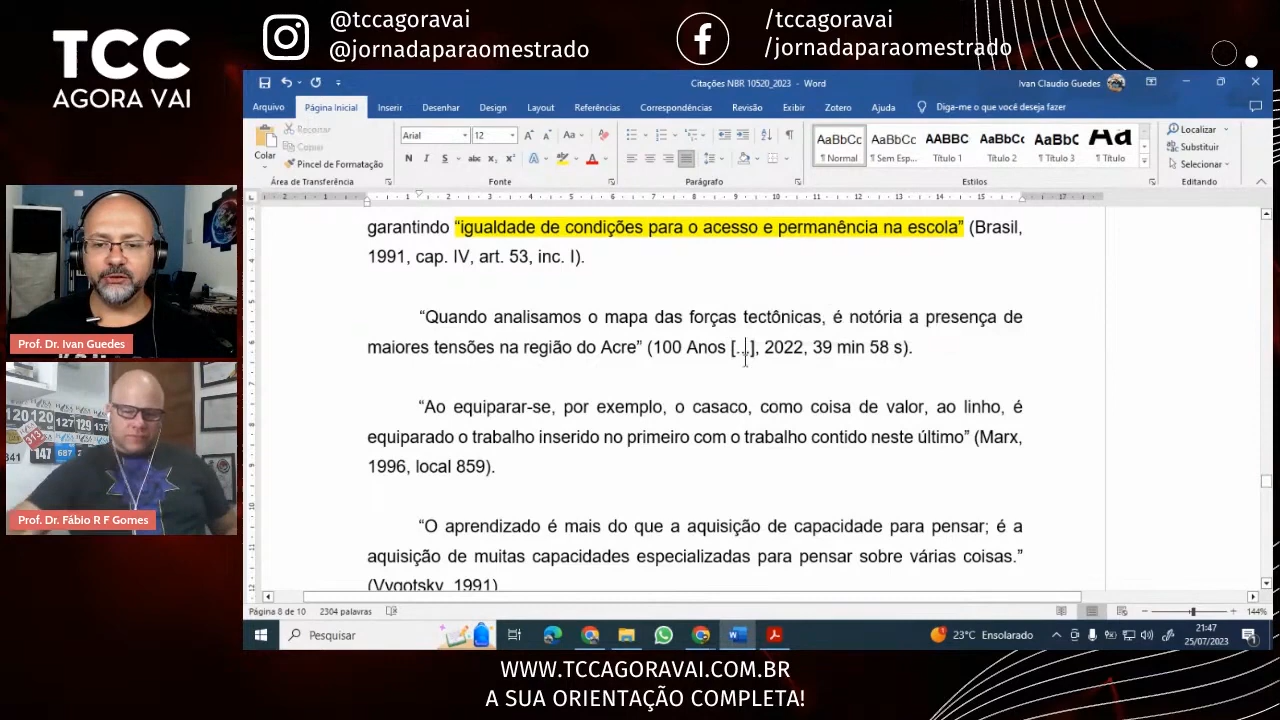 TCC
AGORA VAI
@tccagoravai
@jornadaparaomestrado
/tccagoravai
/jornadaparaomestrado
Citações NBR 10520_2023 - Word
Ivan Claudio Guedes
Arquivo Página Inicial Inserir Desenhar Design Layout Referências Correspondências Revisão Exibir Zotero Ajuda Diga-me o que você deseja fazer
Colar
Recortar
Copiar
Pincel de Formatação
Área de Transferência
Arial 12
Fonte
Parágrafo
AaBbCc AaBbCc AABBC AaBbCc AaBbC AaB
¶ Normal ¶ Sem Esp... Título 1 Título 2 ¶ Título 3 ¶ Título
Estilos
Localizar
Substituir
Selecionar
Editando
garantindo “igualdade de condições para o acesso e permanência na escola” (Brasil,
1991, cap. IV, art. 53, inc. I).
“Quando analisamos o mapa das forças tectônicas, é notória a presença de
maiores tensões na região do Acre” (100 Anos [...], 2022, 39 min 58 s).
“Ao equiparar-se, por exemplo, o casaco, como coisa de valor, ao linho, é
equiparado o trabalho inserido no primeiro com o trabalho contido neste último” (Marx,
1996, local 859).
“O aprendizado é mais do que a aquisição de capacidade para pensar; é a
aquisição de muitas capacidades especializadas para pensar sobre várias coisas.”
(Vygotsky, 1991)
Prof. Dr. Ivan Guedes
Prof. Dr. Fábio R F Gomes
Página 8 de 10 2304 palavras
144%
Pesquisar
23°C Ensolarado
21:47
25/07/2023
WWW.TCCAGORAVAI.COM.BR
A SUA ORIENTAÇÃO COMPLETA!